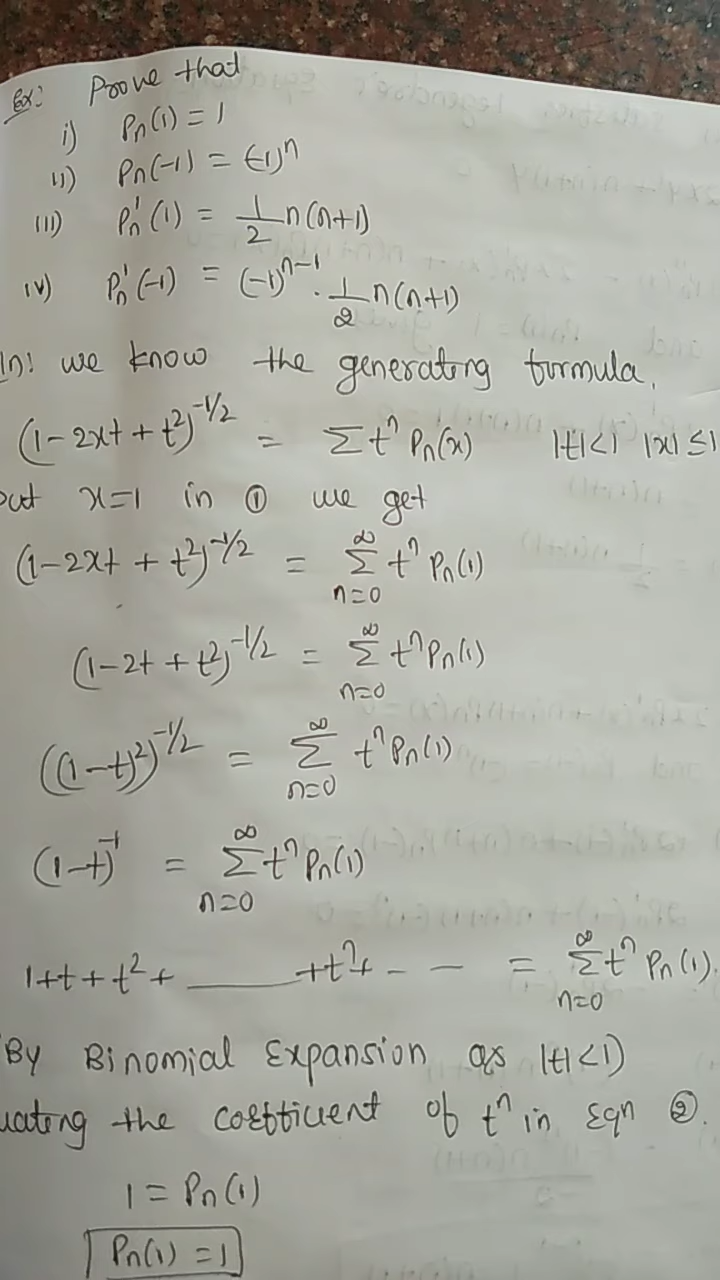 Ex: Prove that
i) Pn(1) = 1
ii) Pn(-1) = (-1)^n
iii) Pn'(1) = 1/2 n(n+1)
iv) Pn'(-1) = (-1)^{n-1} · 1/2 n(n+1)
ln: we know the generating formula.
(1-2xt + t²)^{-1/2} = Σ t^n Pn(x) |t|<1 |x| ≤ 1
put x=1 in ① we get
(1-2xt + t²)^{-1/2} = Σ_{n=0}^{∞} t^n Pn(1)
(1-2t + t²)^{-1/2} = Σ_{n=0}^{∞} t^n Pn(1)
((1-t)²)^{-1/2} = Σ_{n=0}^{∞} t^n Pn(1)
(1-t)^{-1} = Σ_{n=0}^{∞} t^n Pn(1)
1+t+t²+ ____ +t^n+ - - = Σ_{n=0}^{∞} t^n Pn(1).
By Binomial Expansion as |t|<1)
uating the coefficient of t^n in Eqn ②.
1 = Pn(1)
Pn(1) = 1